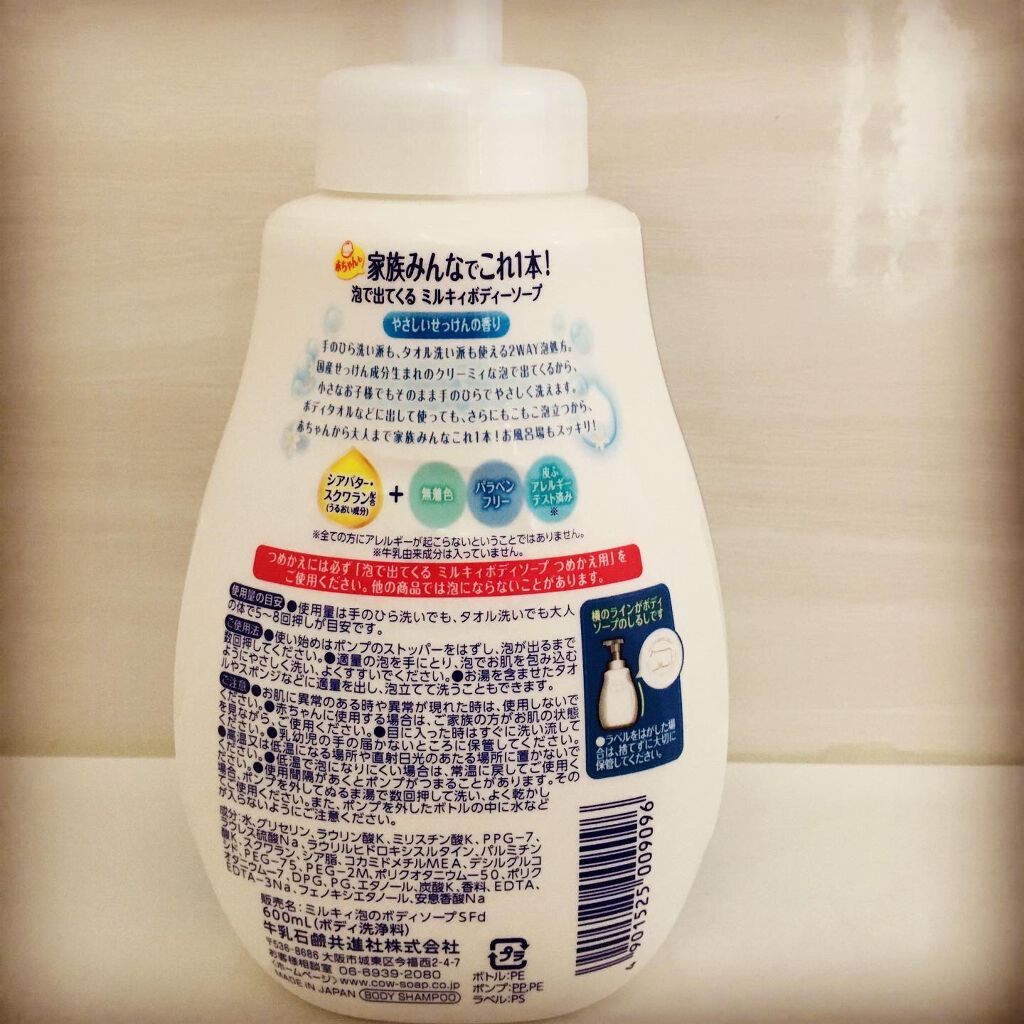 赤ちゃんも
家族みんなでこれ1本!
泡で出てくる ミルキィボディーソープ
やさしいせっけんの香り
手のひら洗い派も、タオル洗い派も使える2WAY泡処方。
国産せっけん成分生まれのクリーミィな泡で出てくるから、
小さなお子様でもそのまま手のひらでやさしく洗えます。
ボディタオルなどに出して使っても、さらにもこもこ泡立つから、
赤ちゃんから大人まで家族みんなこれ1本!お風呂場もスッキリ!
シアバター・
スクワラン配合
(うるおい成分)
+
無着色
パラベン
フリー
皮ふ
アレルギー
テスト済み
※
※全ての方にアレルギーが起こらないということではありません。
※牛乳由来成分は入っていません。
つめかえには必ず「泡で出てくる ミルキィボディソープ つめかえ用」を
ご使用ください。他の商品では泡にならないことがあります。
使用量の目安 ●使用量は手のひら洗いでも、タオル洗いでも大人
の体で5〜8回押しが目安です。
ご使用法 ●使い始めはポンプのストッパーをはずし、泡が出るまで
数回押してください。●適量の泡を手にとり、泡でお肌を包み込む
ようにやさしく洗い、よくすすいでください。●お湯を含ませたタオ
ルやスポンジなどに適量を出し、泡立てて洗うこともできます。
ご注意 ●お肌に異常のある時や異常が現れた時は、使用しないで
ください。●赤ちゃんに使用する場合は、ご家族の方がお肌の状態
を見ながら、ご使用ください。●目に入った時はすぐに洗い流して
ください。●乳幼児の手の届かないところに保管してください。
●高温又は低温になる場所や直射日光のあたる場所に置かないで
ください。●低温で泡になりにくい場合は、常温に戻してご使用く
ださい。●使用間隔があくとポンプがつまることがあります。その
場合、ポンプを外してぬるま湯で数回押して洗い、よく乾かし
て使用ください。また、ポンプを外したボトルの中に水など
が入らないようにご注意ください。
横のラインがボディ
ソープのしるしです
●ラベルをはがした場
合は、捨てずに大切に
保管してください。
成分:水、グリセリン、ラウリン酸K、ミリスチン酸K、PPG-7、
ラウレス硫酸Na、ラウリルヒドロキシスルタイン、パルミチン
酸K、スクワラン、シア脂、コカミドメチルMEA、デシルグルコ
シド、PEG-75、PEG-2M、ポリクオタニウム-50、ポリク
オタニウム-7、DPG、PG、エタノール、炭酸K、香料、EDTA、
EDTA-3Na、フェノキシエタノール、安息香酸Na
販売名:ミルキィ泡のボディソープSFd
600mL(ボディ洗浄料)
牛乳石鹼共進社株式会社
〒536-8686 大阪市城東区今福西2-4-7
お客様相談室 06-6939-2080
〈ホームページ〉www.cow-soap.co.jp
MADE IN JAPAN BODY SHAMPOO
プラ
ボトル:PE
ポンプ:PP,PE
ラベル:PS
4901525009096